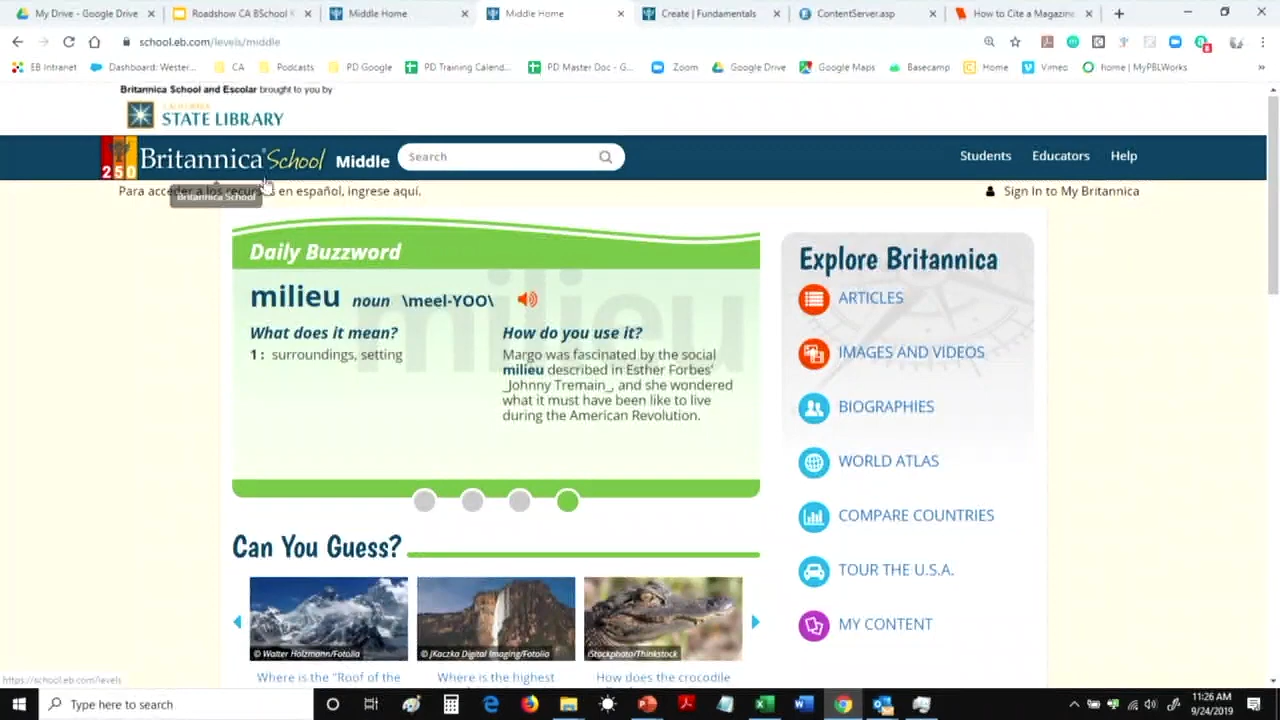 My Drive - Google Drive
Roadshow CA BSchool
Middle Home
Middle Home
Create | Fundamentals
ContentServer.asp
How to Cite a Magazine
school.eb.com/levels/middle
EB Intranet
Dashboard: Wester...
CA
Podcasts
PD Google
PD Training Calend...
PD Master Doc - G...
Zoom
Google Drive
Google Maps
Basecamp
Home
Vimeo
home | MyPBLWorks
Britannica School and Escolar brought to you by
CALIFORNIA
STATE LIBRARY
250 Britannica School Middle
Search
Students
Educators
Help
Para acceder a los recursos en español, ingrese aquí.
Sign In to My Britannica
Britannica School
Daily Buzzword
milieu noun \meel-YOO\
What does it mean?
1 : surroundings, setting
How do you use it?
Margo was fascinated by the social
milieu described in Esther Forbes'
_Johnny Tremain_, and she wondered
what it must have been like to live
during the American Revolution.
milieu
Explore Britannica
ARTICLES
IMAGES AND VIDEOS
BIOGRAPHIES
WORLD ATLAS
COMPARE COUNTRIES
TOUR THE U.S.A.
MY CONTENT
Can You Guess?
© Walter Holzmann/Fotolia
© JKaczka Digital Imaging/Fotolia
iStockphoto/Thinkstock
Where is the "Roof of the
Where is the highest
How does the crocodile
https://school.eb.com/levels
Type here to search
11:26 AM
9/24/2019